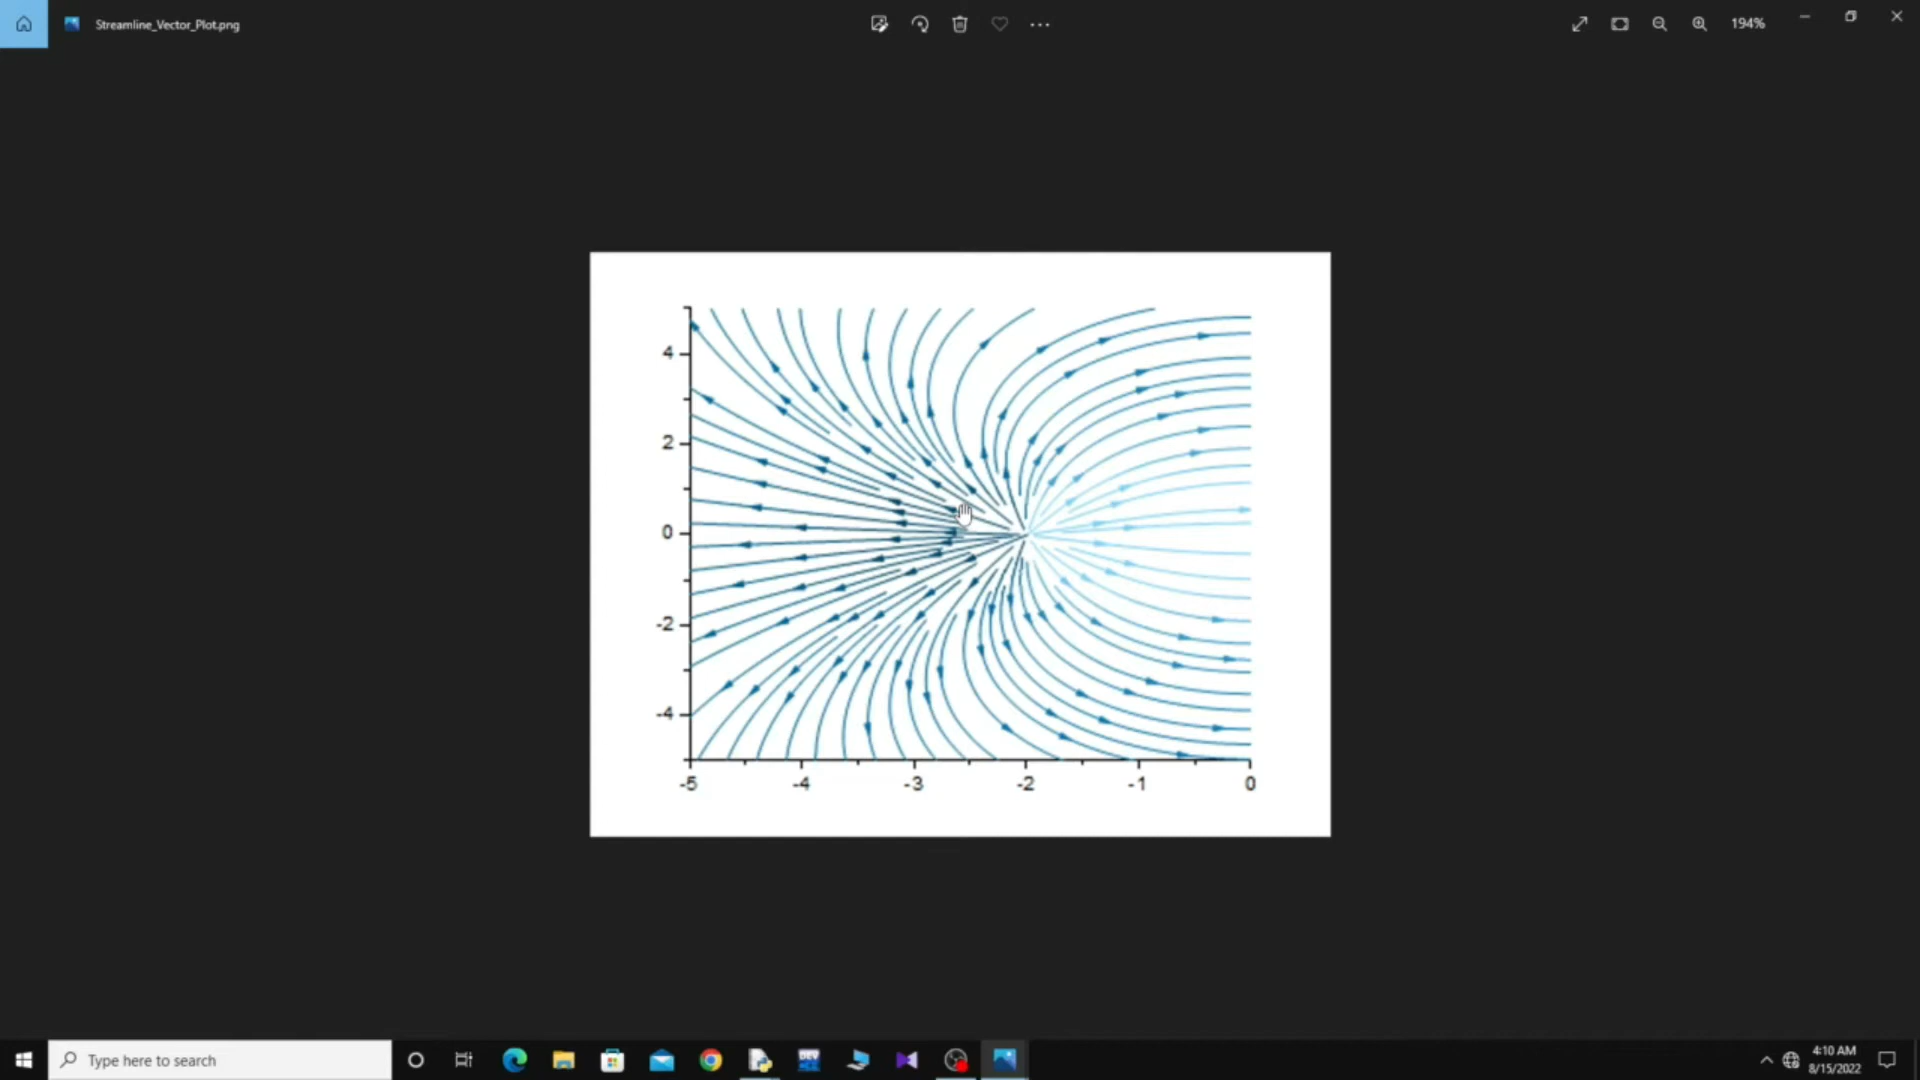 Streamline_Vector_Plot.png
194%
4
2
0
-2
-4
-5 -4 -3 -2 -1 0
Type here to search
DEV
4:10 AM
8/15/2022